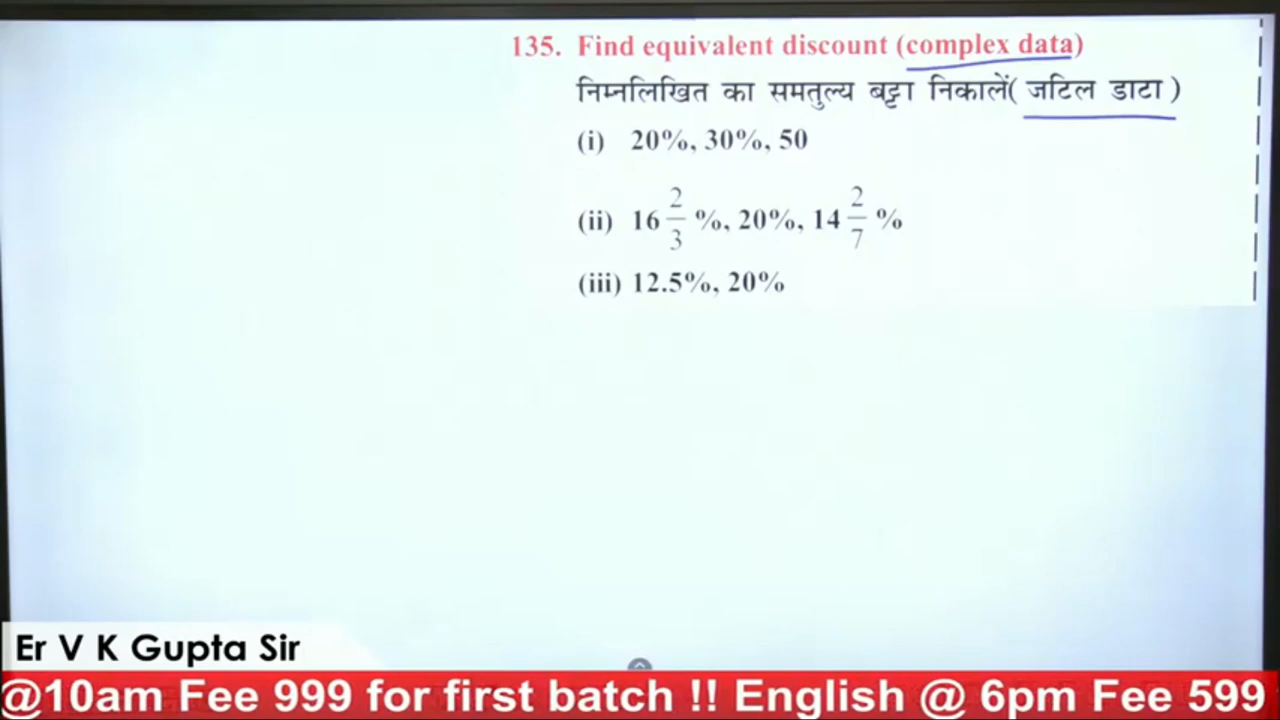 135. Find equivalent discount (complex data)
निम्नलिखित का समतुल्य बट्टा निकालें( जटिल डाटा )
(i) 20%, 30%, 50
(ii) 16 2/3 %, 20%, 14 2/7 %
(iii) 12.5%, 20%
Er V K Gupta Sir
@10am Fee 999 for first batch !! English @ 6pm Fee 599